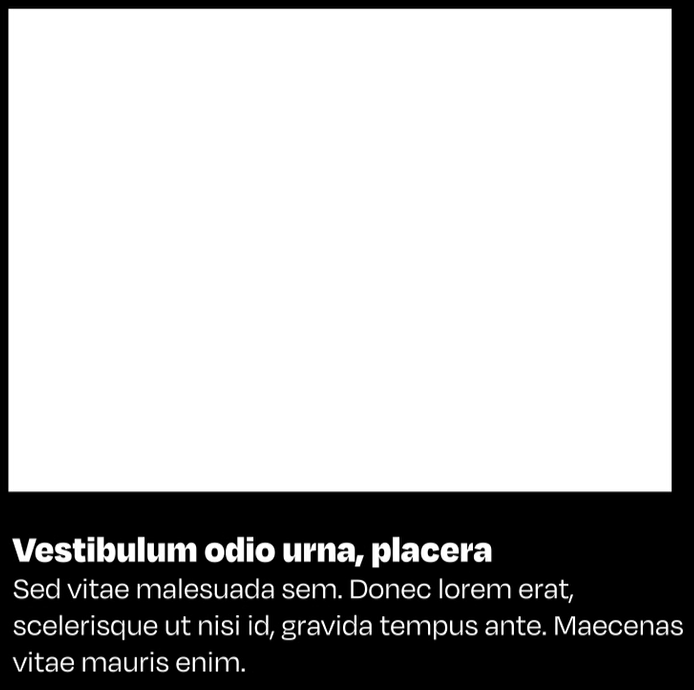 Vestibulum odio urna, placera
Sed vitae malesuada sem. Donec lorem erat,
scelerisque ut nisi id, gravida tempus ante. Maecenas
vitae mauris enim.